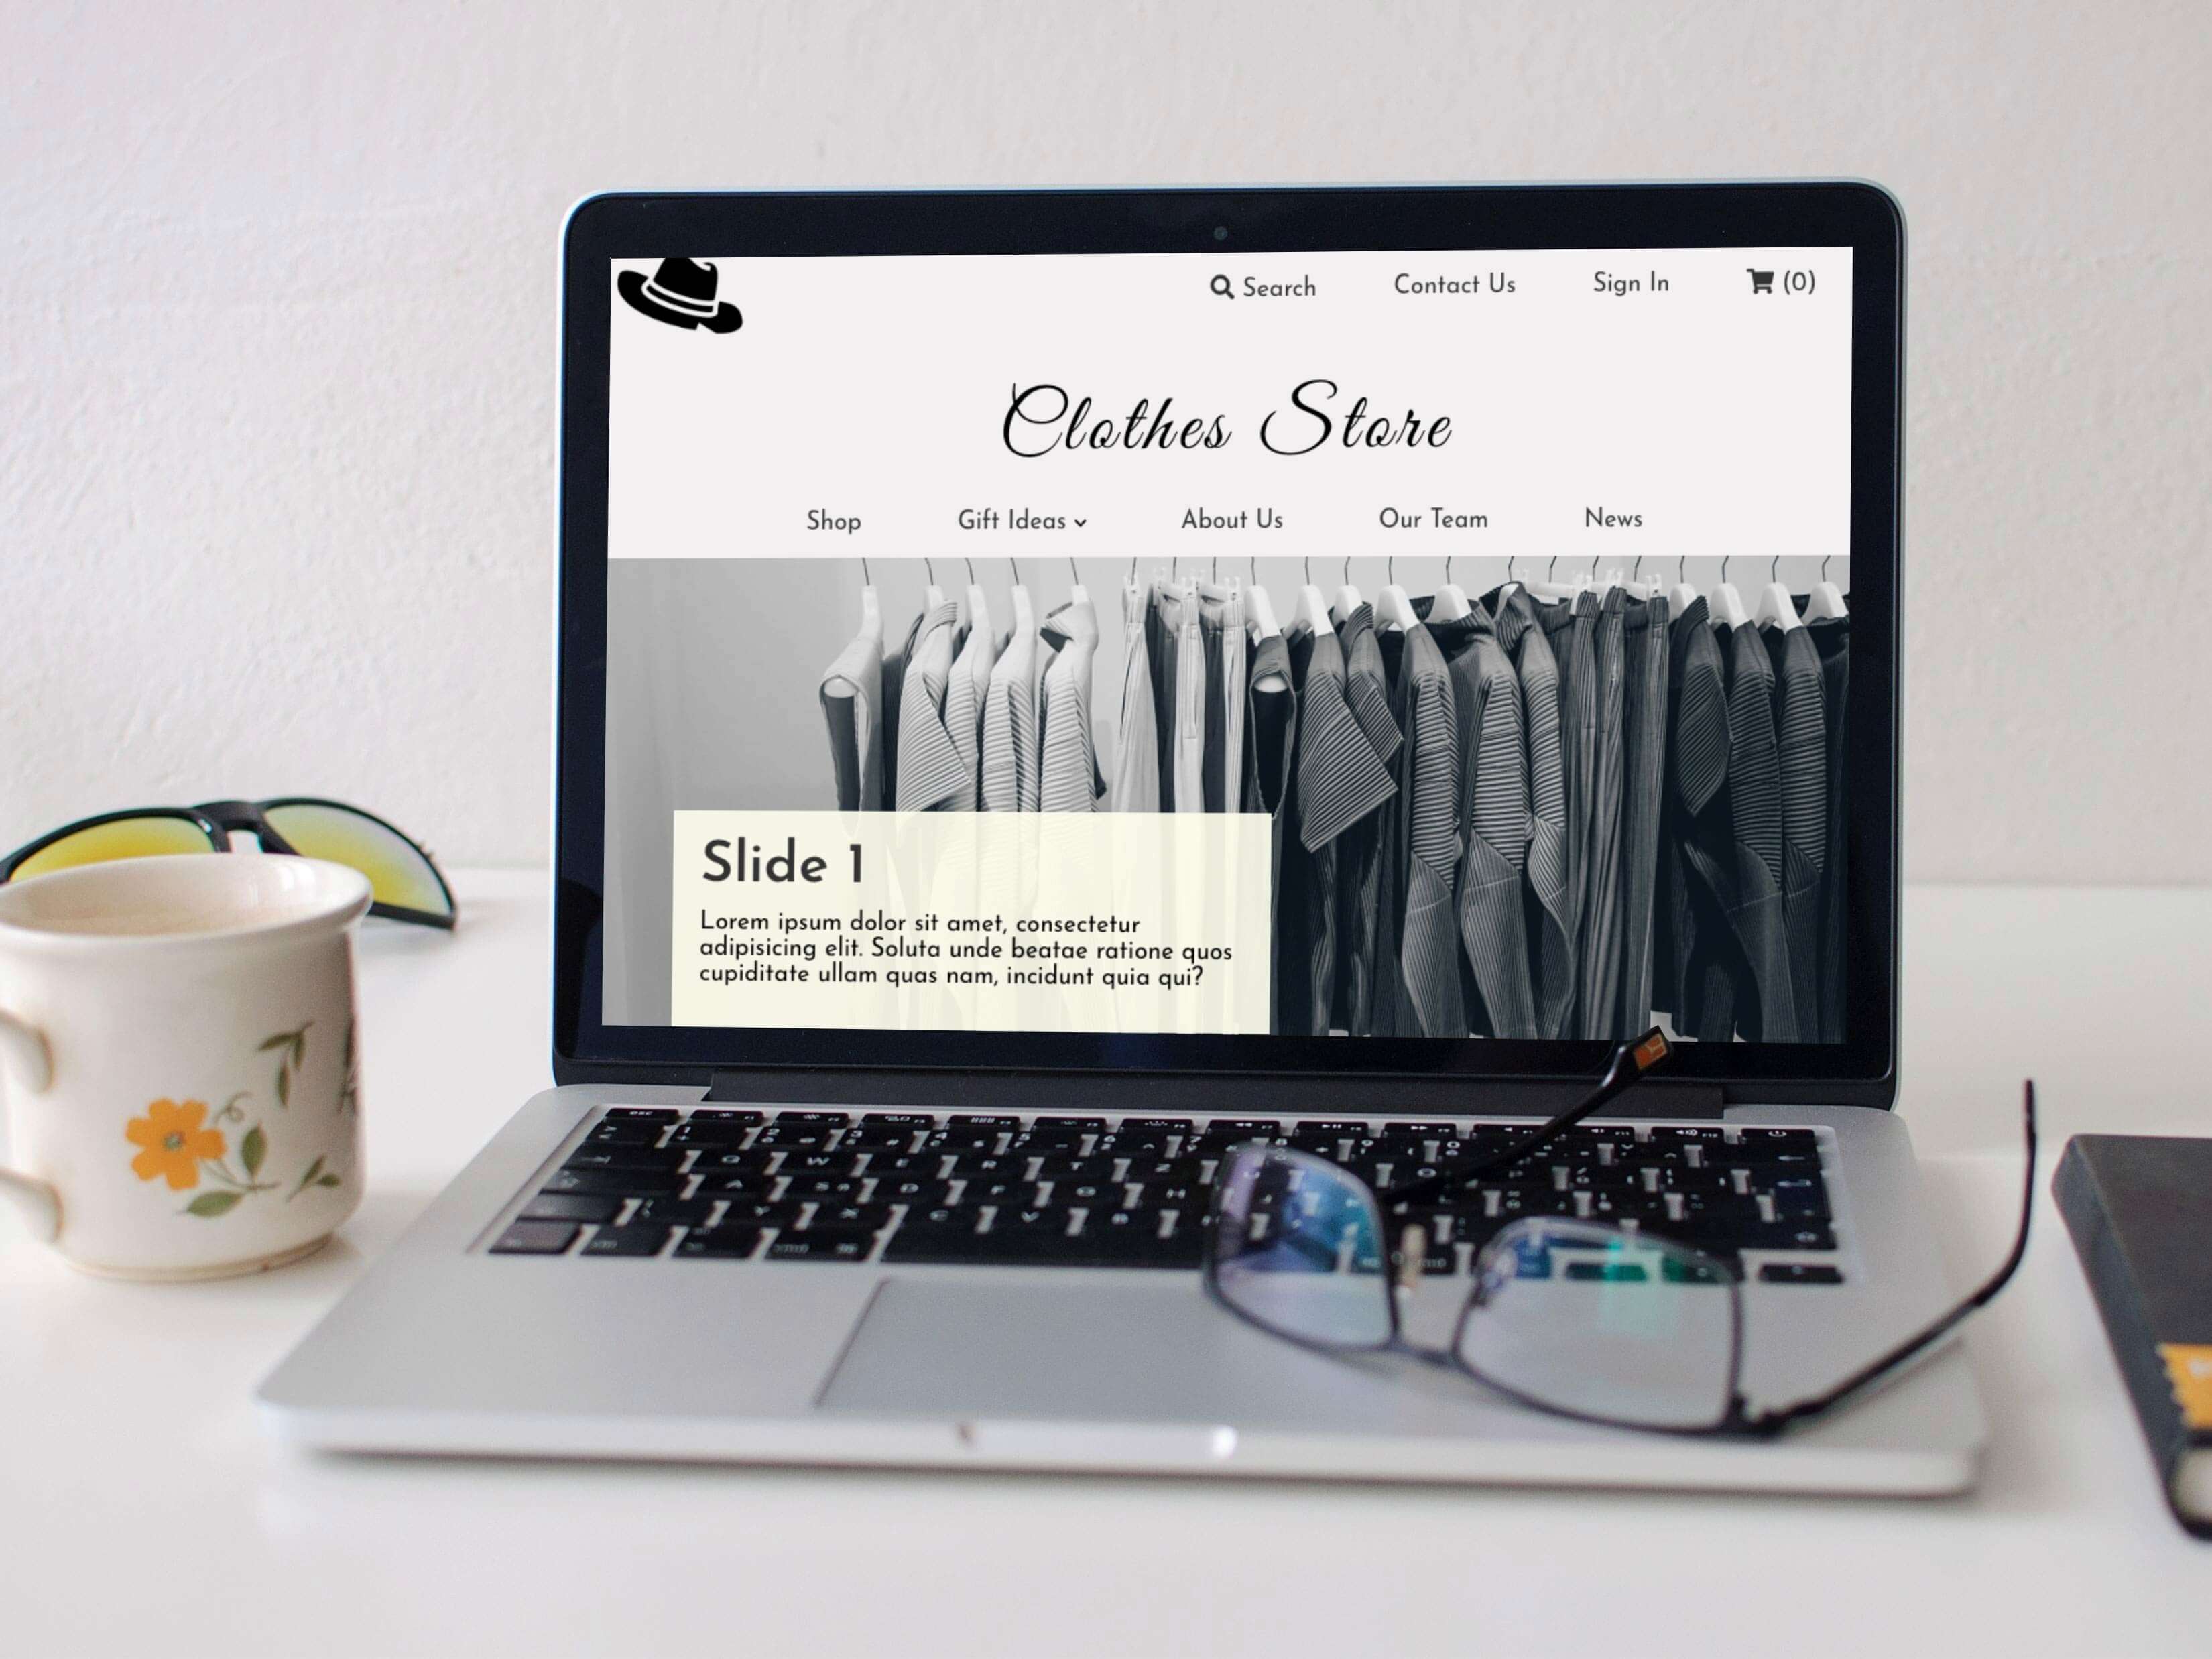 Search Contact Us Sign In (0)
Clothes Store
Shop Gift Ideas About Us Our Team News
Slide 1
Lorem ipsum dolor sit amet, consectetur
adipisicing elit. Soluta unde beatae ratione quos
cupiditate ullam quas nam, incidunt quia qui?
esc